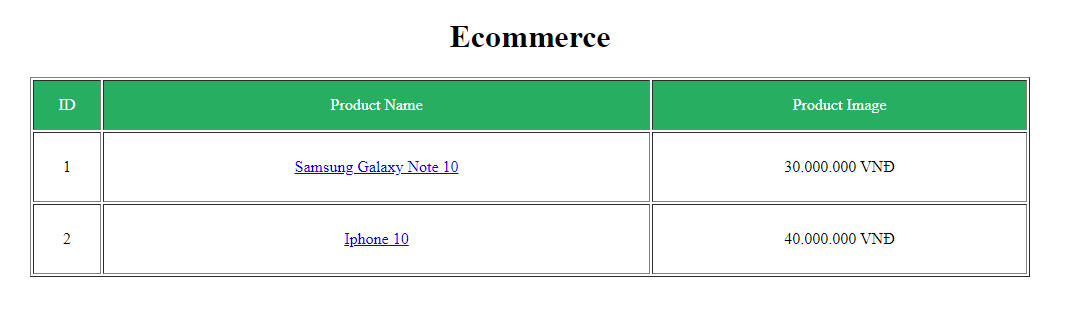 Ecommerce
ID Product Name Product Image
1 Samsung Galaxy Note 10 30.000.000 VNĐ
2 Iphone 10 40.000.000 VNĐ